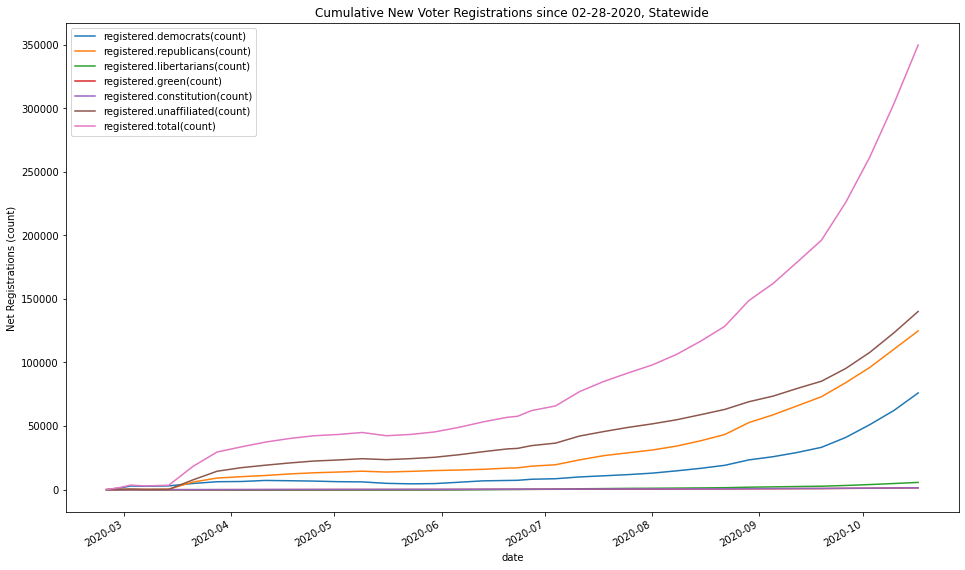 Cumulative New Voter Registrations since 02-28-2020, Statewide
registered.democrats(count)
registered.republicans(count)
registered.libertarians(count)
registered.green(count)
registered.constitution(count)
registered.unaffiliated(count)
registered.total(count)
Net Registrations (count)
350000
300000
250000
200000
150000
100000
50000
0
2020-03
2020-04
2020-05
2020-06
2020-07
2020-08
2020-09
2020-10
date